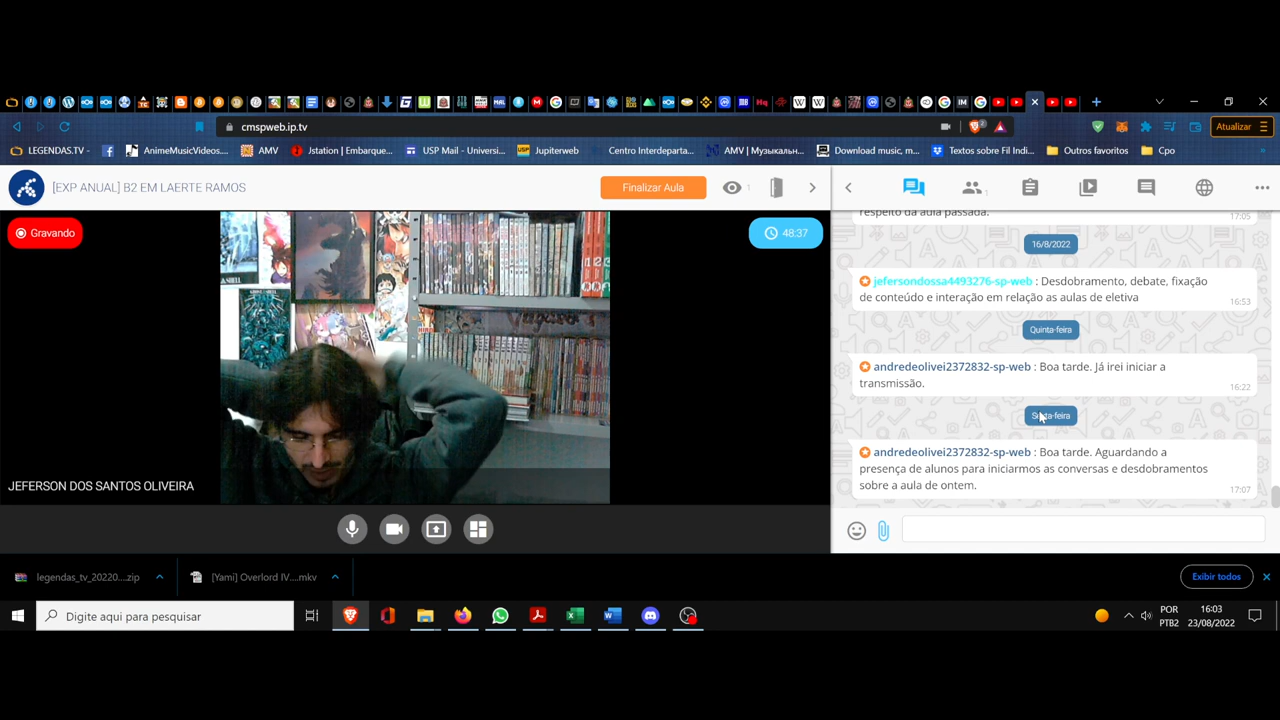 cmspweb.ip.tv
Atualizar
LEGENDAS.TV
AnimeMusicVideos...
AMV
Jstation | Embarque...
USP Mail - Universi...
Jupiterweb
Centro Interdeparta...
AMV | Музыкальн...
Download music, m...
Textos sobre Fil Indi...
Outros favoritos
Cpo
[EXP ANUAL] B2 EM LAERTE RAMOS
Finalizar Aula
1
1
Gravando
48:37
JEFERSON DOS SANTOS OLIVEIRA
respeito da aula passada.
17:05
16/8/2022
jefersondossa4493276-sp-web : Desdobramento, debate, fixação
de conteúdo e interação em relação as aulas de eletiva
16:53
Quinta-feira
andredeolivei2372832-sp-web : Boa tarde. Já irei iniciar a
transmissão.
16:22
Sexta-feira
andredeolivei2372832-sp-web : Boa tarde. Aguardando a
presença de alunos para iniciarmos as conversas e desdobramentos
sobre a aula de ontem.
17:07
legendas_tv_20220....zip
[Yami] Overlord IV....mkv
Exibir todos
Digite aqui para pesquisar
POR
PTB2
16:03
23/08/2022